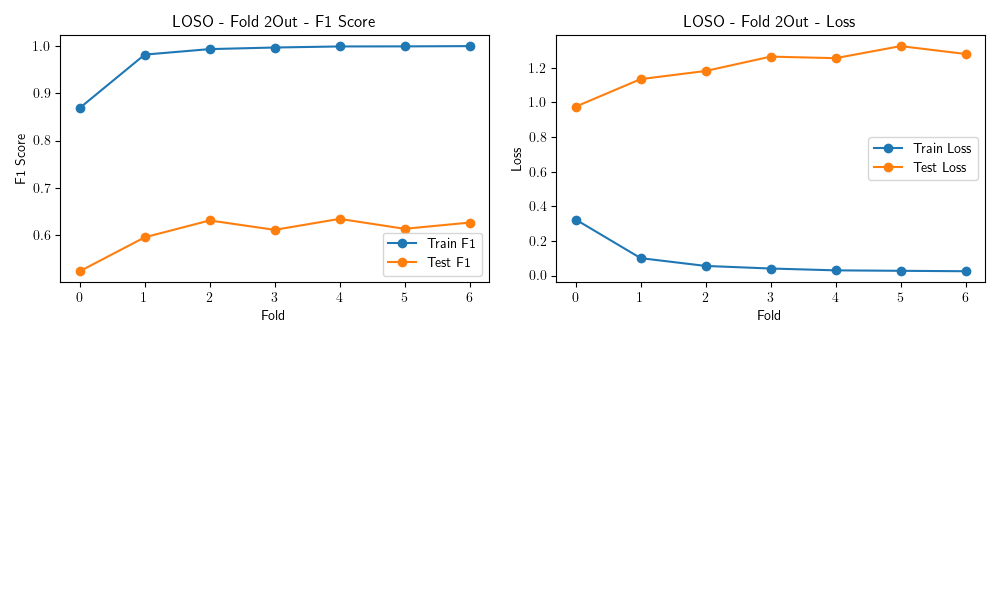 LOSO - Fold 2Out - F1 Score
1.0
0.9
0.8
0.7
0.6
F1 Score
Train F1
Test F1
0 1 2 3 4 5 6
Fold
LOSO - Fold 2Out - Loss
1.2
1.0
0.8
0.6
0.4
0.2
0.0
Loss
Train Loss
Test Loss
0 1 2 3 4 5 6
Fold